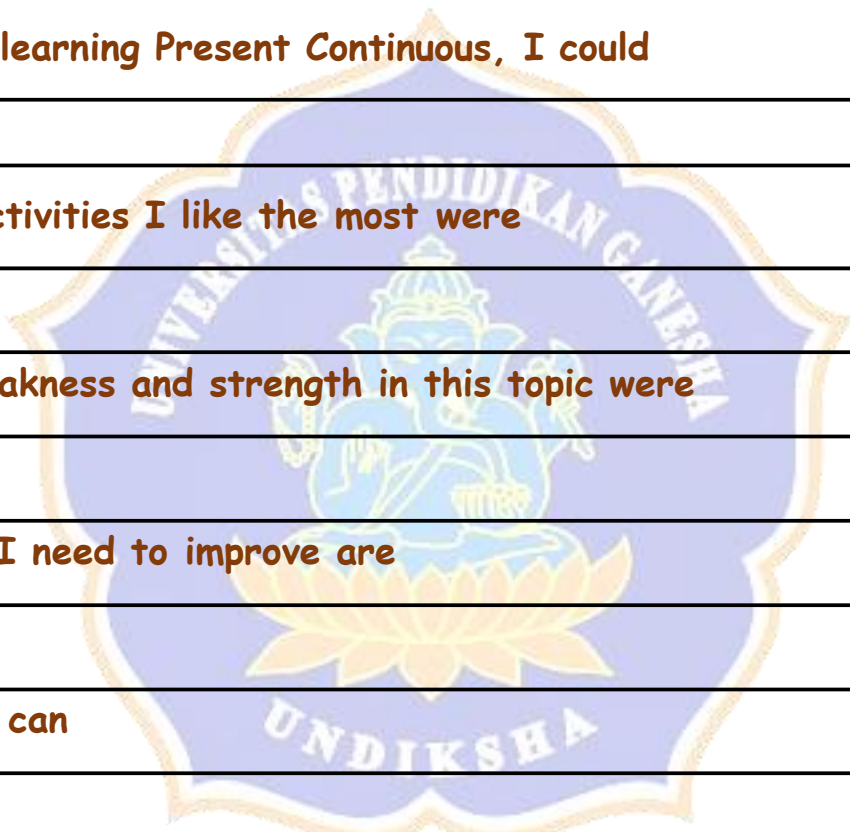 learning Present Continuous, I could
ctivities I like the most were
akness and strength in this topic were
I need to improve are
can
UNIVERSITAS PENDIDIKAN GANESHA
UNDIKSHA